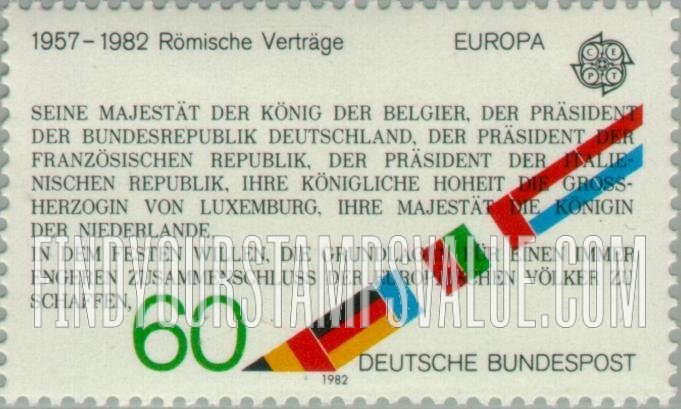 1957-1982 Römische Verträge EUROPA CEPT
SEINE MAJESTÄT DER KÖNIG DER BELGIER, DER PRÄSIDENT
DER BUNDESREPUBLIK DEUTSCHLAND, DER PRÄSIDENT DER
FRANZÖSISCHEN REPUBLIK, DER PRÄSIDENT DER ITALIE-
NISCHEN REPUBLIK, IHRE KÖNIGLICHE HOHEIT DIE GROSS-
HERZOGIN VON LUXEMBURG, IHRE MAJESTÄT DIE KÖNIGIN
DER NIEDERLANDE,
IN DEM FESTEN WILLEN, DIE GRUNDLAGEN FÜR EINEN IMMER
ENGEREN ZUSAMMENSCHLUSS DER EUROPÄISCHEN VÖLKER ZU
SCHAFFEN,
FINDYOURSTAMPSVALUE.COM
60
DEUTSCHE BUNDESPOST
1982